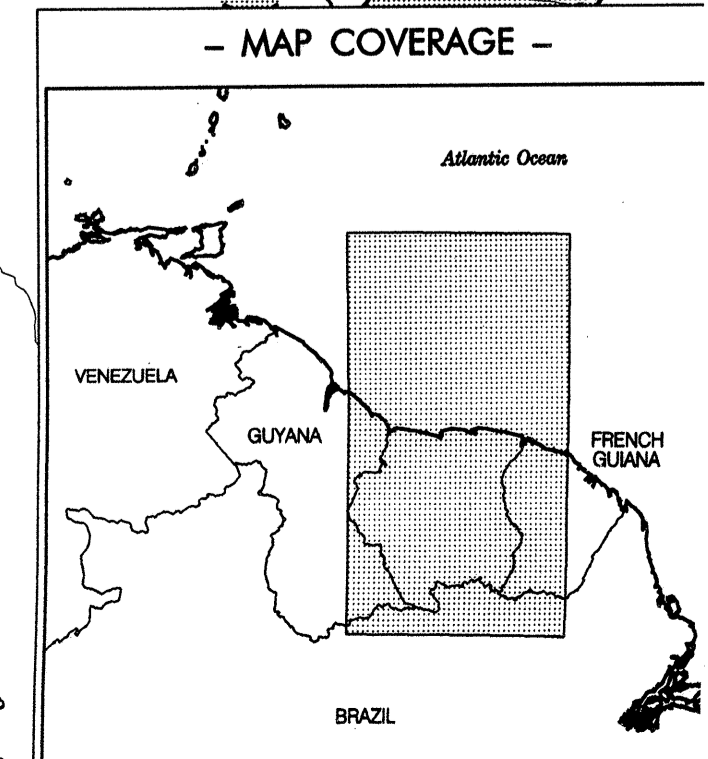 – MAP COVERAGE –
Atlantic Ocean
VENEZUELA
GUYANA
FRENCH
GUIANA
BRAZIL